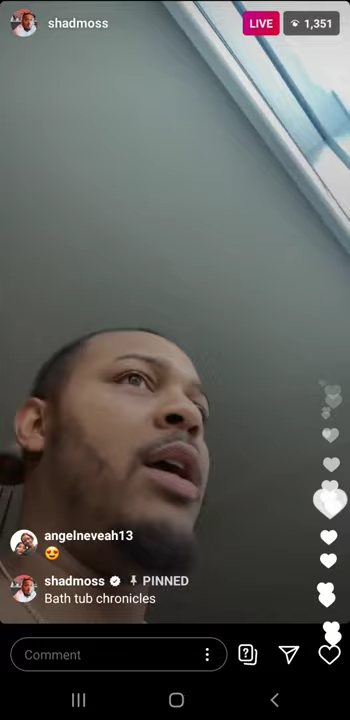 shadmoss
LIVE
1,351
angelneveah13
😍
shadmoss PINNED
Bath tub chronicles
Comment